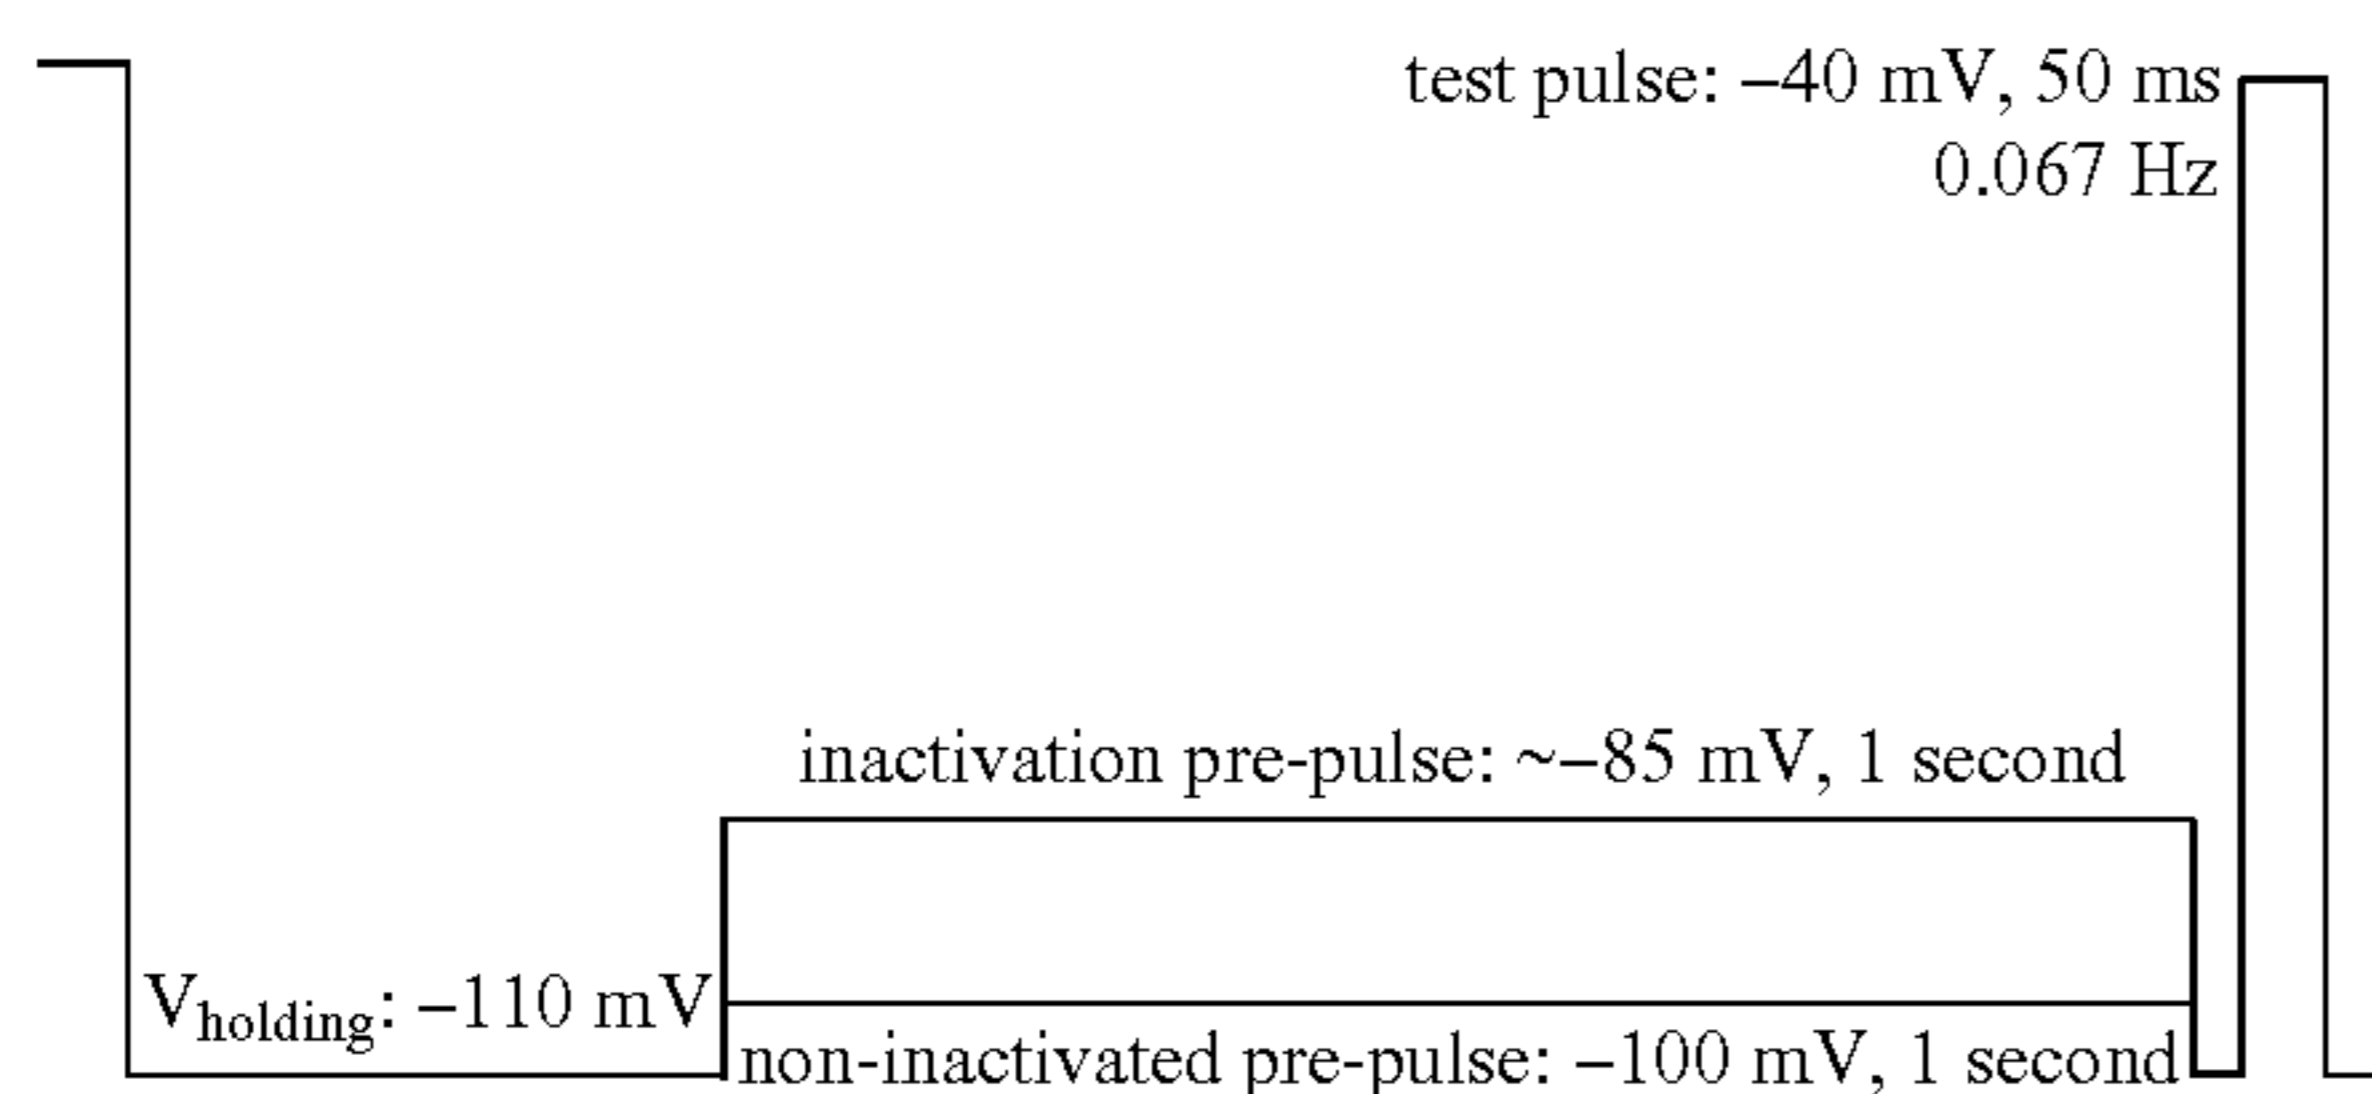 test pulse: –40 mV, 50 ms
0.067 Hz
inactivation pre-pulse: ~–85 mV, 1 second
Vholding: –110 mV
non-inactivated pre-pulse: –100 mV, 1 second